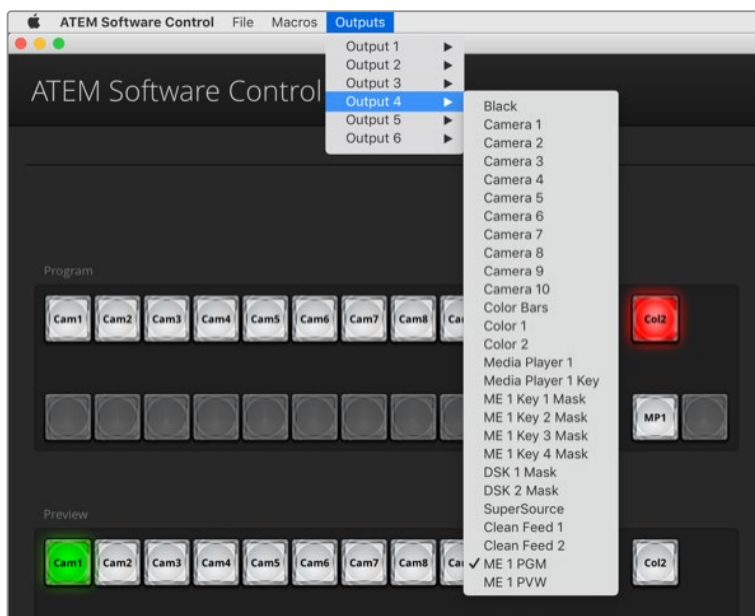 ATEM Software Control File Macros Outputs
ATEM Software Control
Output 1
Output 2
Output 3
Output 4
Output 5
Output 6
Black
Camera 1
Camera 2
Camera 3
Camera 4
Camera 5
Camera 6
Camera 7
Camera 8
Camera 9
Camera 10
Color Bars
Color 1
Color 2
Media Player 1
Media Player 1 Key
ME 1 Key 1 Mask
ME 1 Key 2 Mask
ME 1 Key 3 Mask
ME 1 Key 4 Mask
DSK 1 Mask
DSK 2 Mask
SuperSource
Clean Feed 1
Clean Feed 2
ME 1 PGM
ME 1 PVW
Program
Cam1 Cam2 Cam3 Cam4 Cam5 Cam6 Cam7 Cam8 Col2
MP1
Preview
Cam1 Cam2 Cam3 Cam4 Cam5 Cam6 Cam7 Cam8 Col2